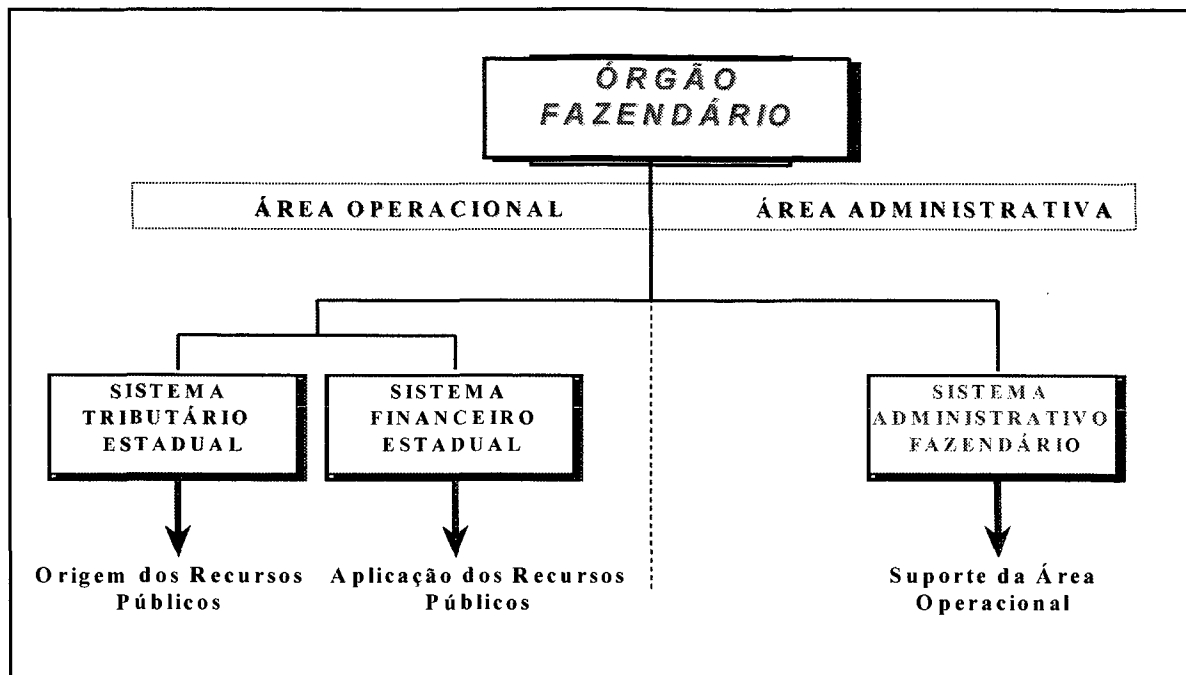 ÓRGÃO
FAZENDÁRIO
ÁREA OPERACIONAL
ÁREA ADMINISTRATIVA
SISTEMA
TRIBUTÁRIO
ESTADUAL
SISTEMA
FINANCEIRO
ESTADUAL
SISTEMA
ADMINISTRATIVO
FAZENDÁRIO
Origem dos Recursos
Públicos
Aplicação dos Recursos
Públicos
Suporte da Área
Operacional